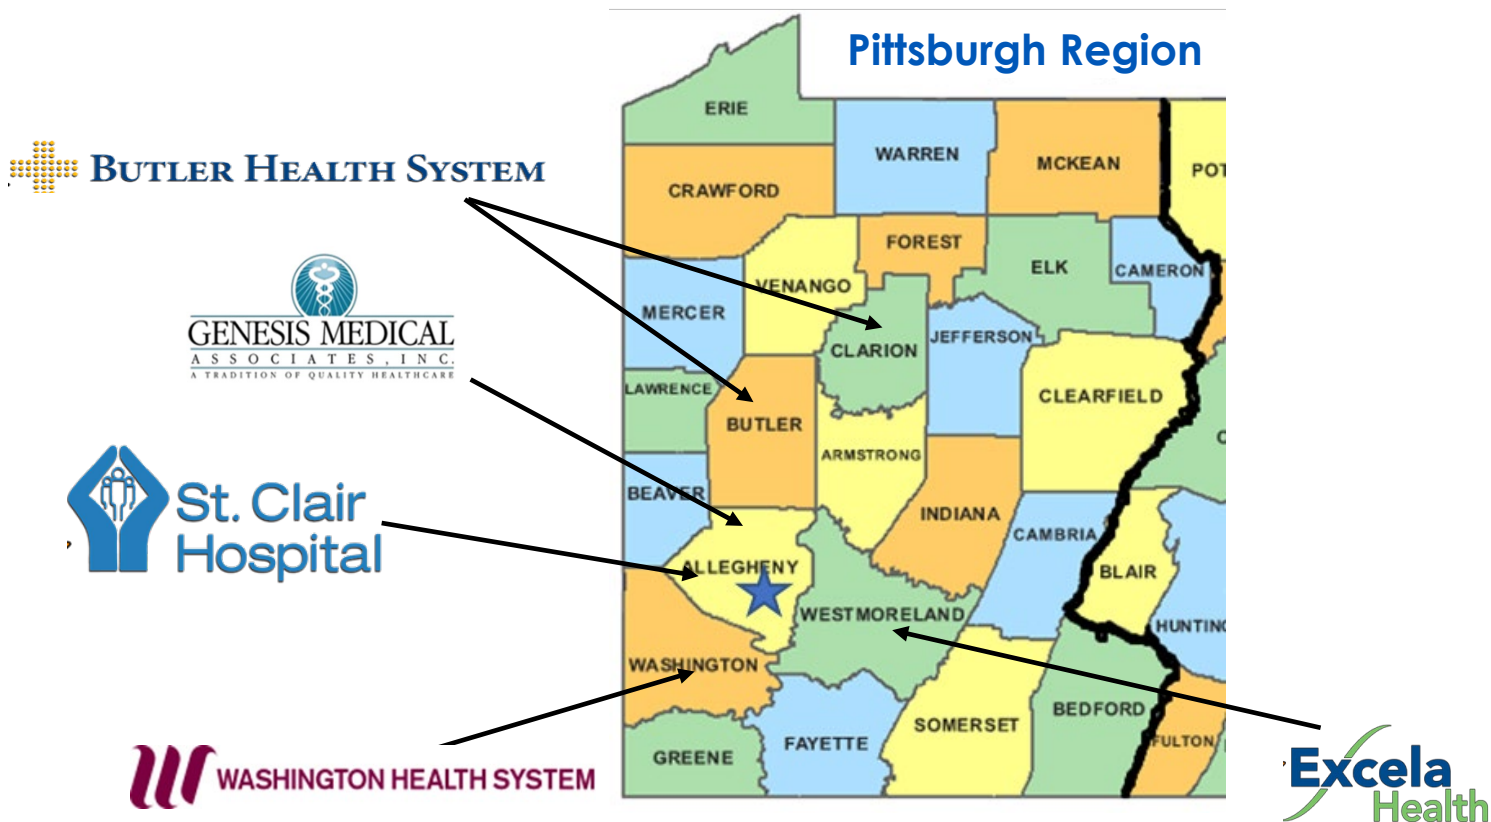 Pittsburgh Region
ERIE
WARREN
MCKEAN
POT
CRAWFORD
BUTLER HEALTH SYSTEM
FOREST
ELK
CAMERON
VENANGO
MERCER
GENESIS MEDICAL
ASSOCIATES, INC.
A TRADITION OF QUALITY HEALTHCARE
CLARION
JEFFERSON
LAWRENCE
CLEARFIELD
BUTLER
C
ARMSTRONG
BEAVER
St. Clair
Hospital
INDIANA
CAMBRIA
ALLEGHENY
BLAIR
WESTMORELAND
HUNTING
WASHINGTON
BEDFORD
SOMERSET
FAYETTE
FULTON
GREENE
WASHINGTON HEALTH SYSTEM
Excela
Health